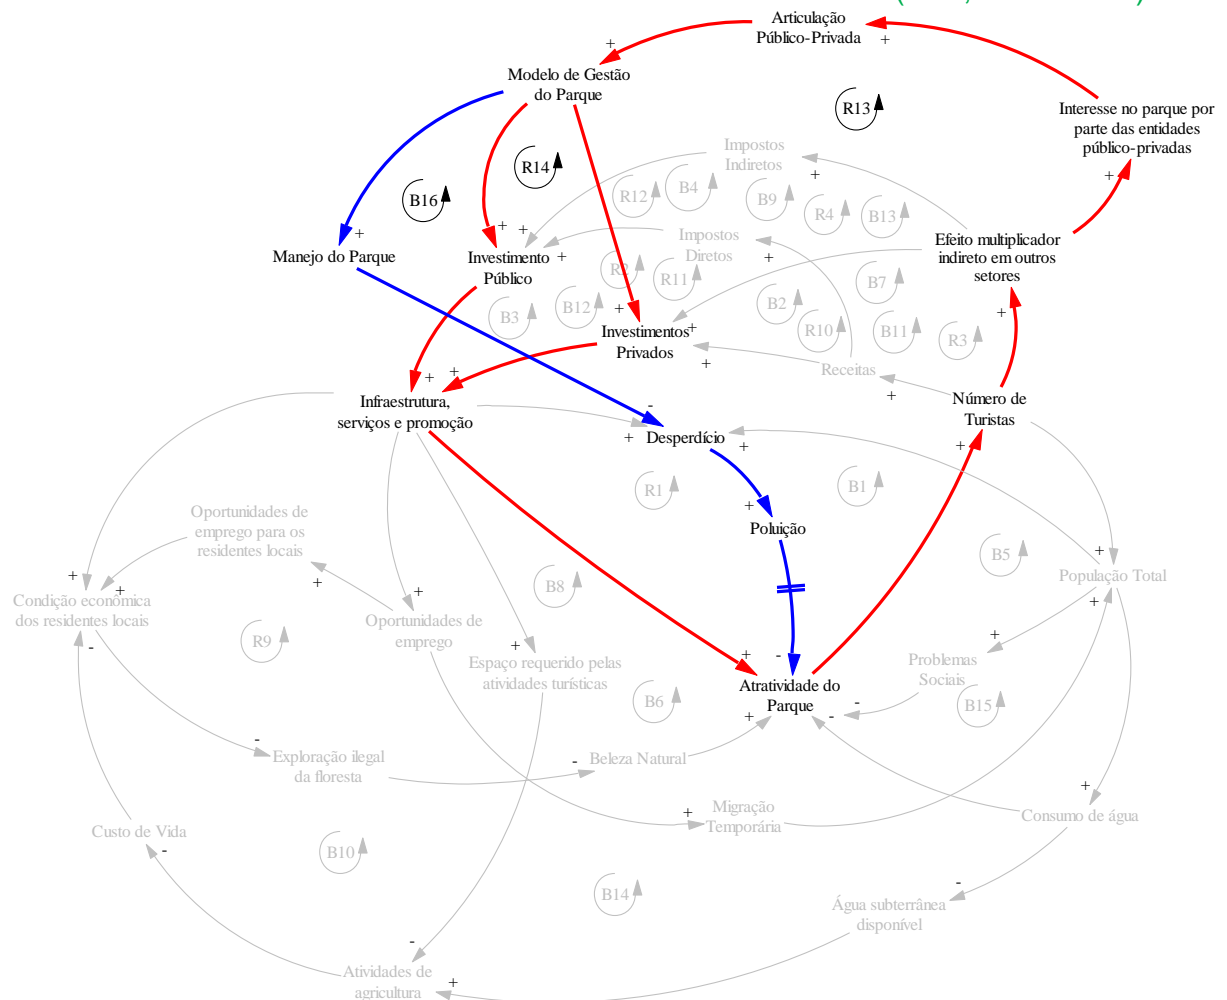 Articulação
Público-Privada
+
+
Modelo de Gestão
do Parque
R13
Interesse no parque por
parte das entidades
público-privadas
+
Impostos
Indiretos
+
R14
B16
R12
B4
B9
R4
B13
+
+
+
Manejo do Parque
Investimento
Público
+
Impostos
Diretos
+
Efeito multiplicador
indireto em outros
setores
R2
R11
B7
B3
B12
+
B2
R10
B11
R3
+
Investimentos
Privados
+
+
Receitas
+
+
+
Infraestrutura,
serviços e promoção
-
+
Desperdício
+
Número de
Turistas
+
R1
B1
+
Poluição
Oportunidades de
emprego para os
residentes locais
+
B5
+
População Total
+
+
+
Condição econômica
dos residentes locais
-
B8
+
Oportunidades de
emprego
R9
+
Espaço requerido pelas
atividades turísticas
+
-
+
Problemas
Sociais
-
Atratividade do
Parque
+
-
B6
B15
-
Exploração ilegal
da floresta
-
Beleza Natural
+
Migração
Temporária
+
Consumo de água
Custo de Vida
-
B10
B14
-
Água subterrânea
disponível
-
Atividades de
agricultura
+